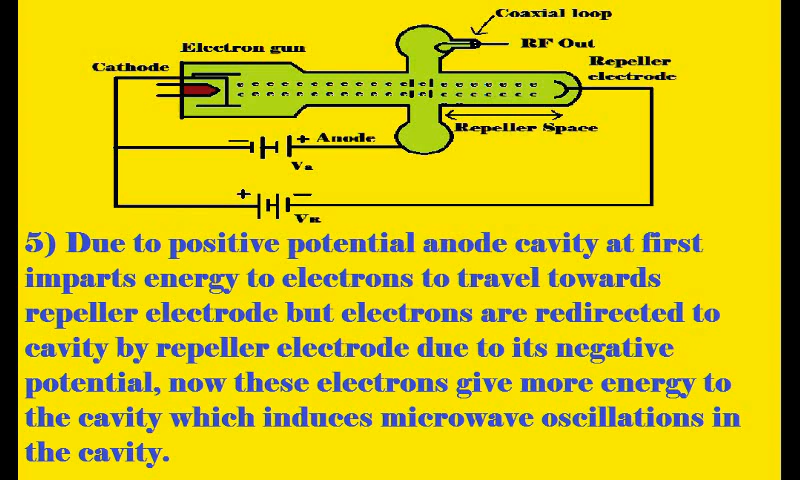 Coaxial loop
Electron gun
RF Out
Cathode
Repeller
electrode
+ Anode
−
Repeller Space
Va
+
−
VR
5) Due to positive potential anode cavity at first
imparts energy to electrons to travel towards
repeller electrode but electrons are redirected to
cavity by repeller electrode due to its negative
potential, now these electrons give more energy to
the cavity which induces microwave oscillations in
the cavity.